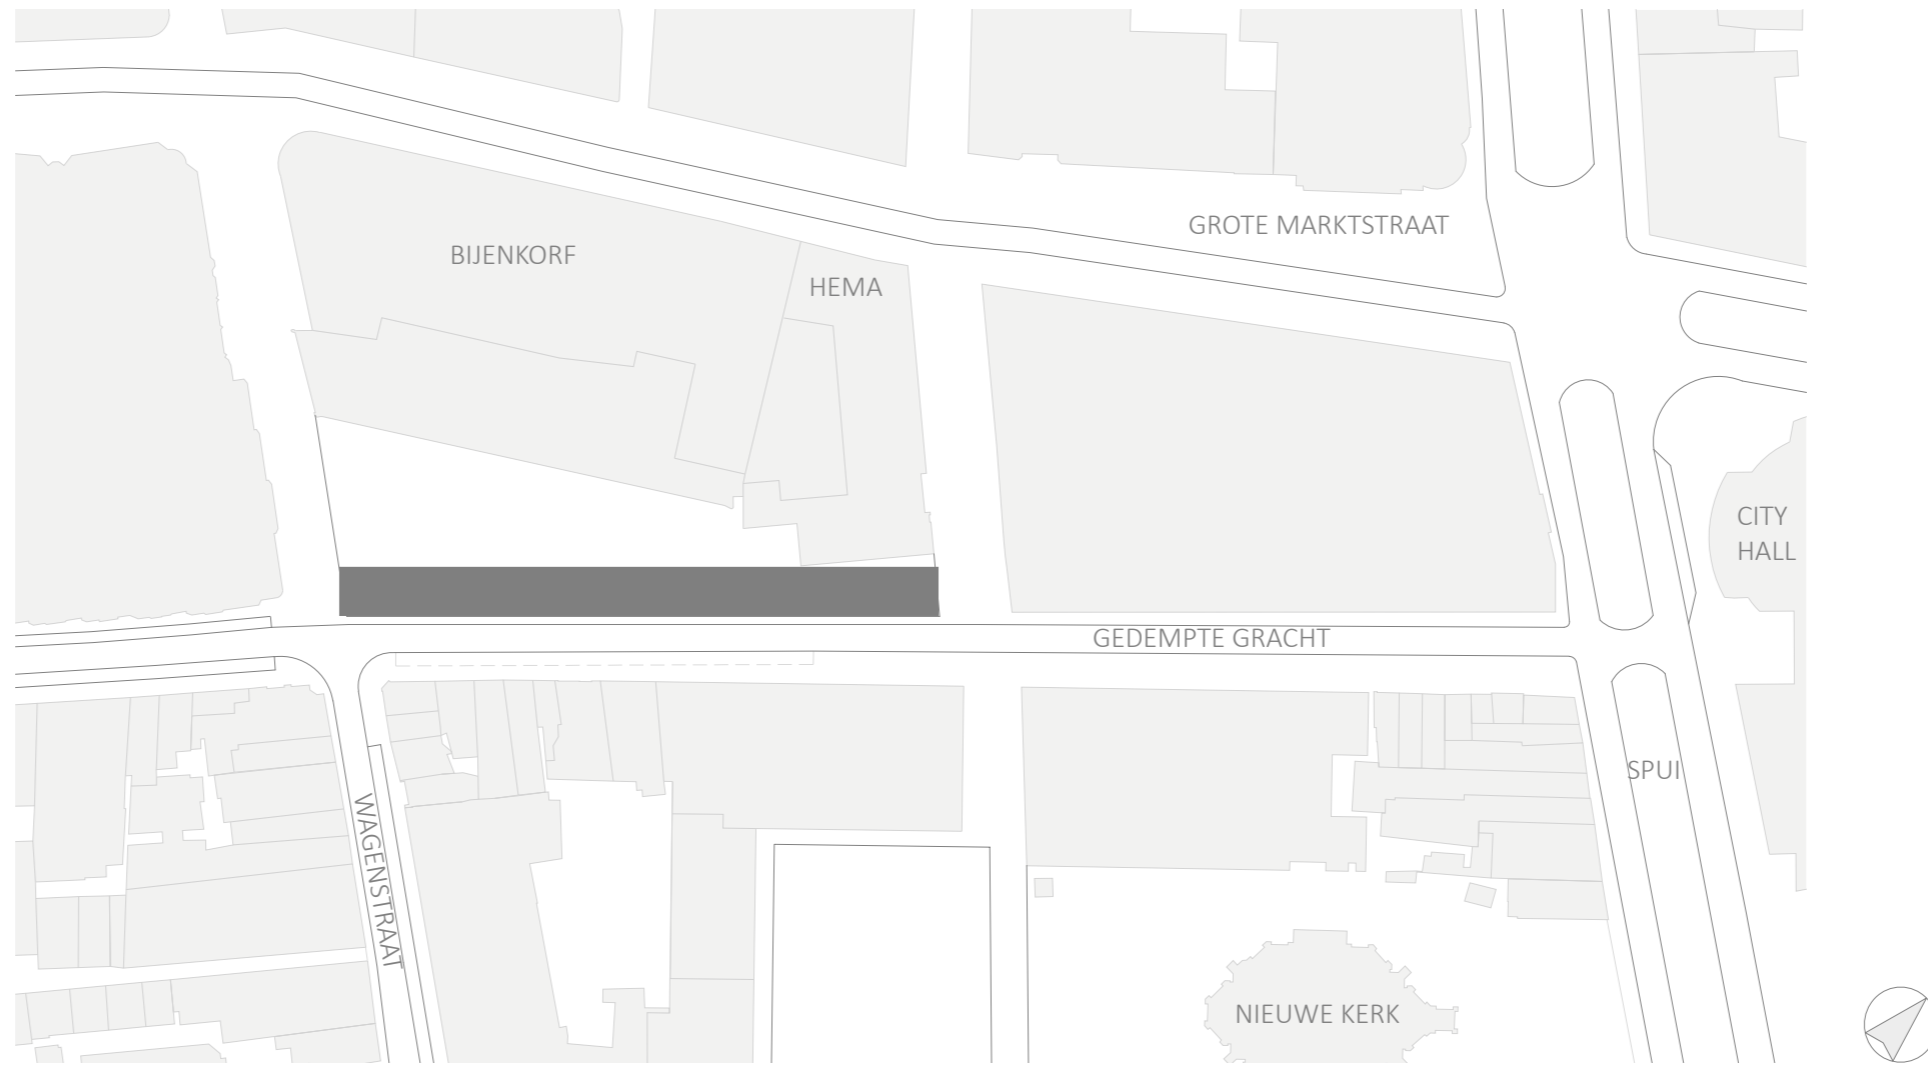 GROTE MARKTSTRAAT
BIJENKORF
HEMA
CITY
HALL
GEDEMPTE GRACHT
SPUI
WAGENSTRAAT
NIEUWE KERK